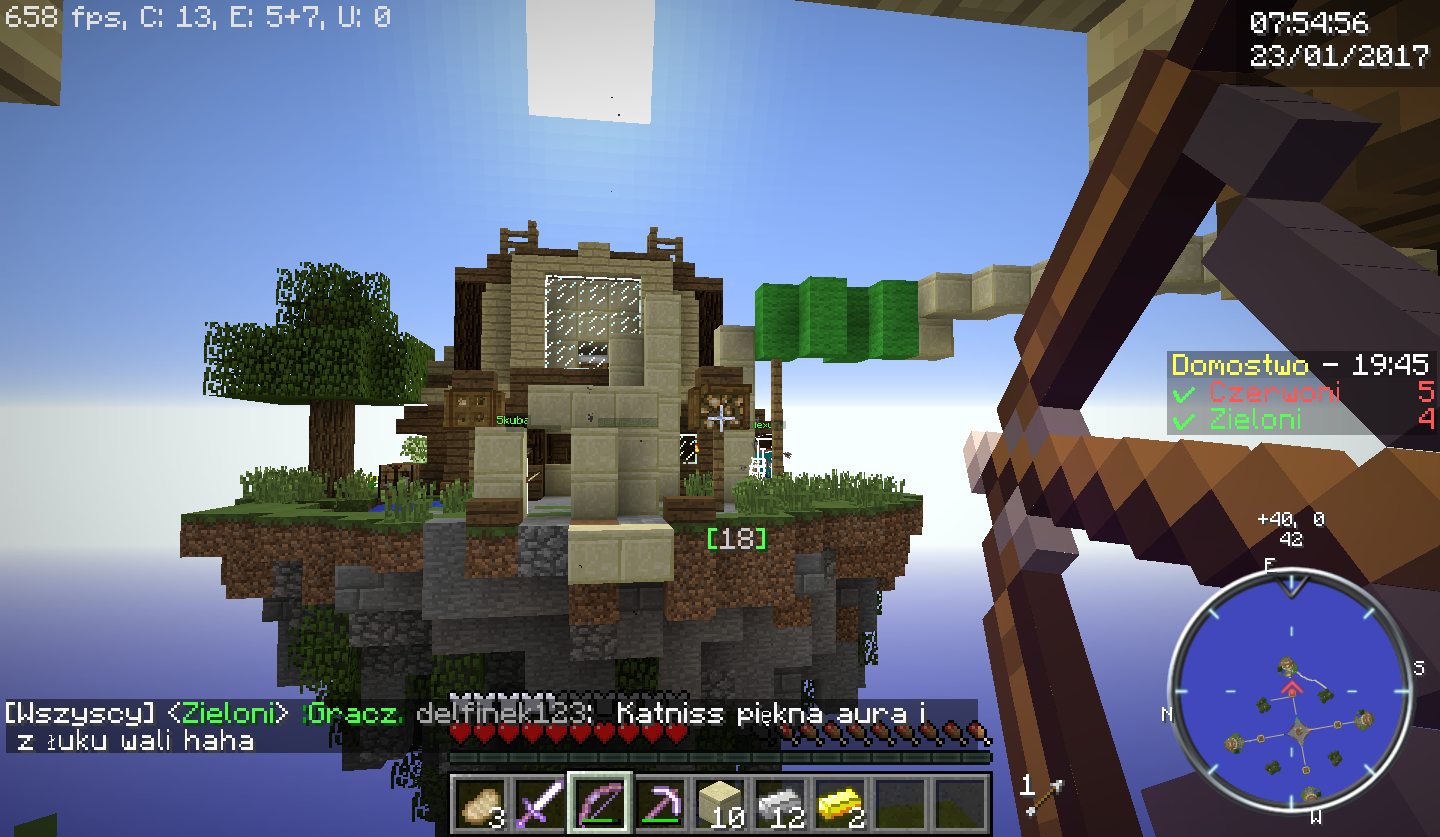 658 fps, C: 13, E: 5+7, U: 0
07:54:56
23/01/2017
Domostwo - 19:45
✔ Czerwoni 5
✔ Zieloni 4
Skuba
[18]
+40, 0
42
E
S
N
W
[Wszyscy] <Zieloni> Gracz. delfinek123: Katniss piękna aura i
z łuku wali haha
3
10
12
2
1